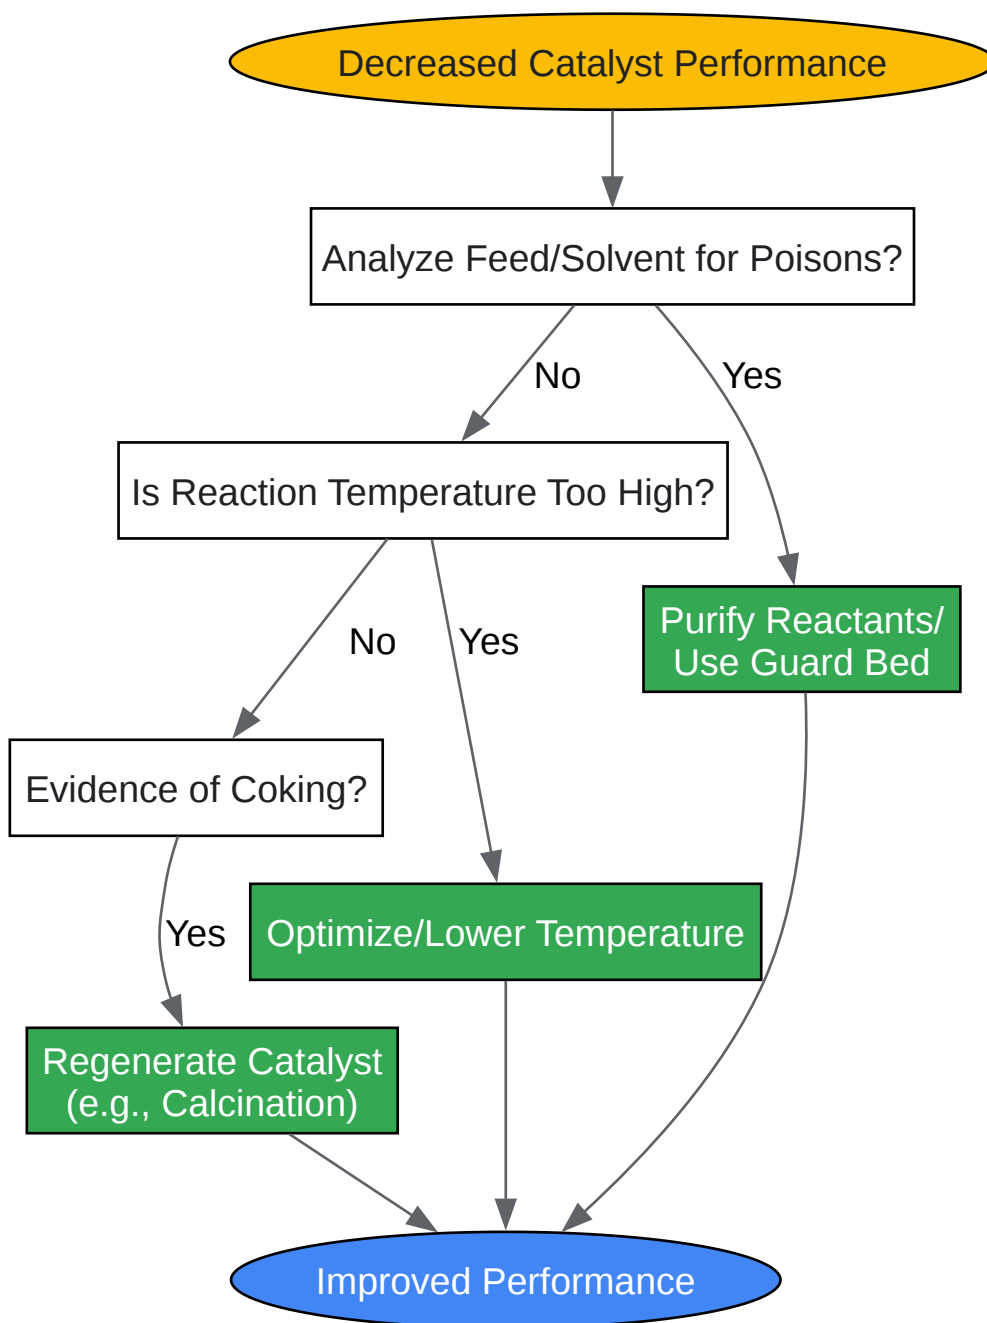 Decreased Catalyst Performance
Analyze Feed/Solvent for Poisons?
No
Yes
Is Reaction Temperature Too High?
No
Yes
Purify Reactants/
Use Guard Bed
Evidence of Coking?
Yes
Optimize/Lower Temperature
Regenerate Catalyst
(e.g., Calcination)
Improved Performance